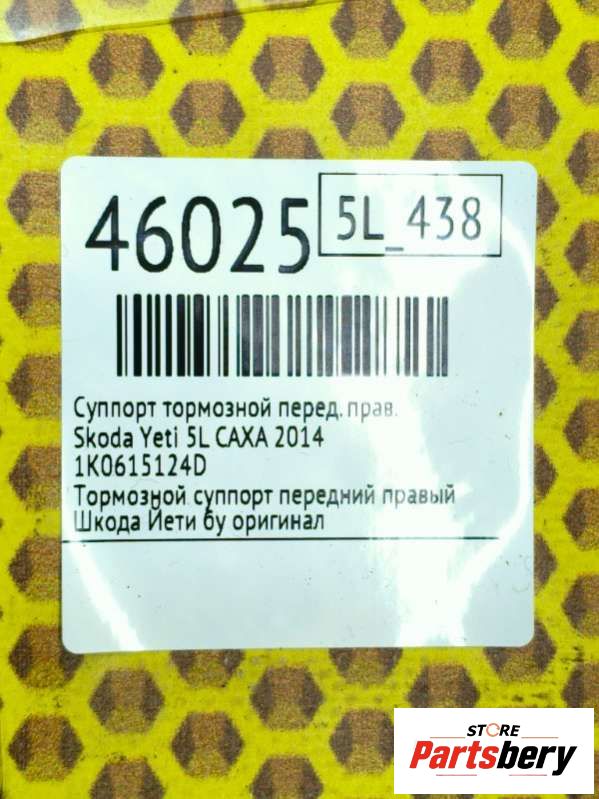 46025
5L_438
Суппорт тормозной перед. прав.
Skoda Yeti 5L CAXA 2014
1K0615124D
Тормозной суппорт передний правый
Шкода Йети бу оригинал
STORE
Partsbery